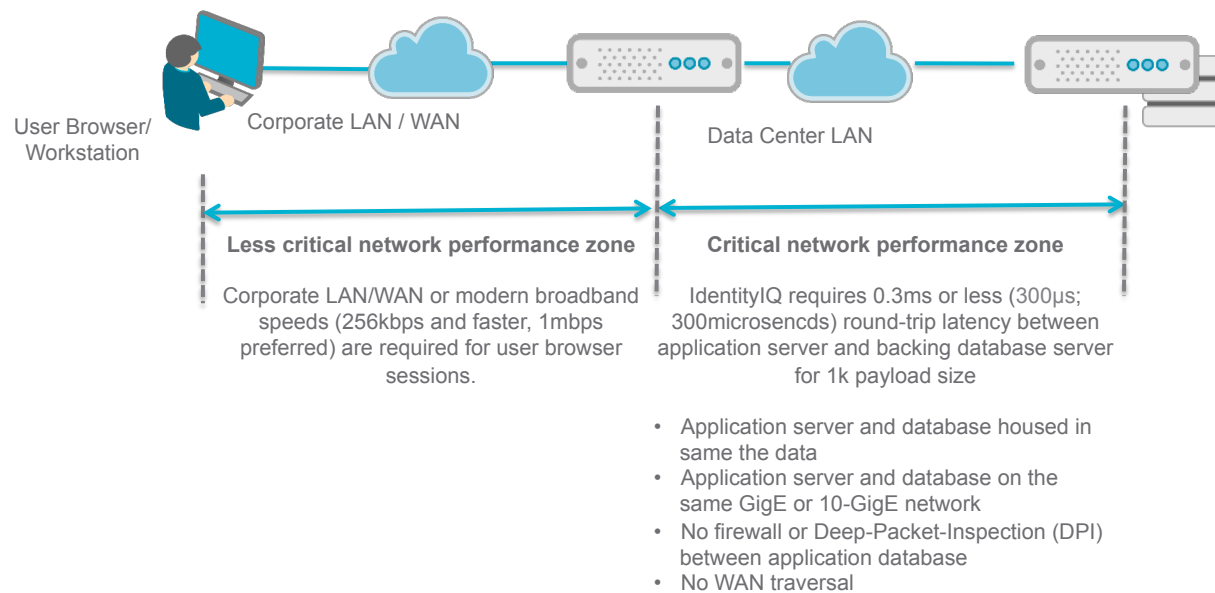 User Browser/
Workstation
Corporate LAN / WAN
Data Center LAN
Less critical network performance zone
Corporate LAN/WAN or modern broadband
speeds (256kbps and faster, 1mbps
preferred) are required for user browser
sessions.
Critical network performance zone
IdentityIQ requires 0.3ms or less (300µs;
300microsencds) round-trip latency between
application server and backing database server
for 1k payload size
• Application server and database housed in
same the data
• Application server and database on the
same GigE or 10-GigE network
• No firewall or Deep-Packet-Inspection (DPI)
between application database
• No WAN traversal